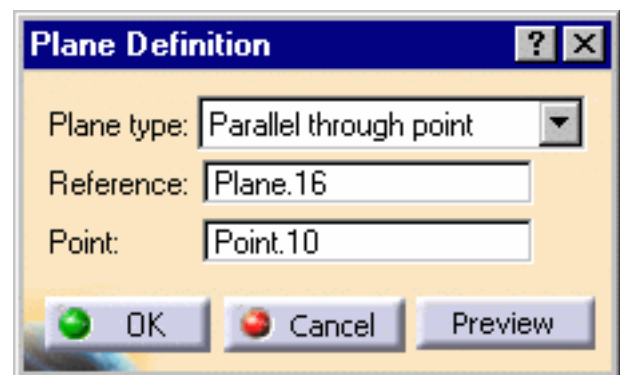 Plane Definition
Plane type: Parallel through point
Reference: Plane.16
Point: Point.10
OK Cancel Preview